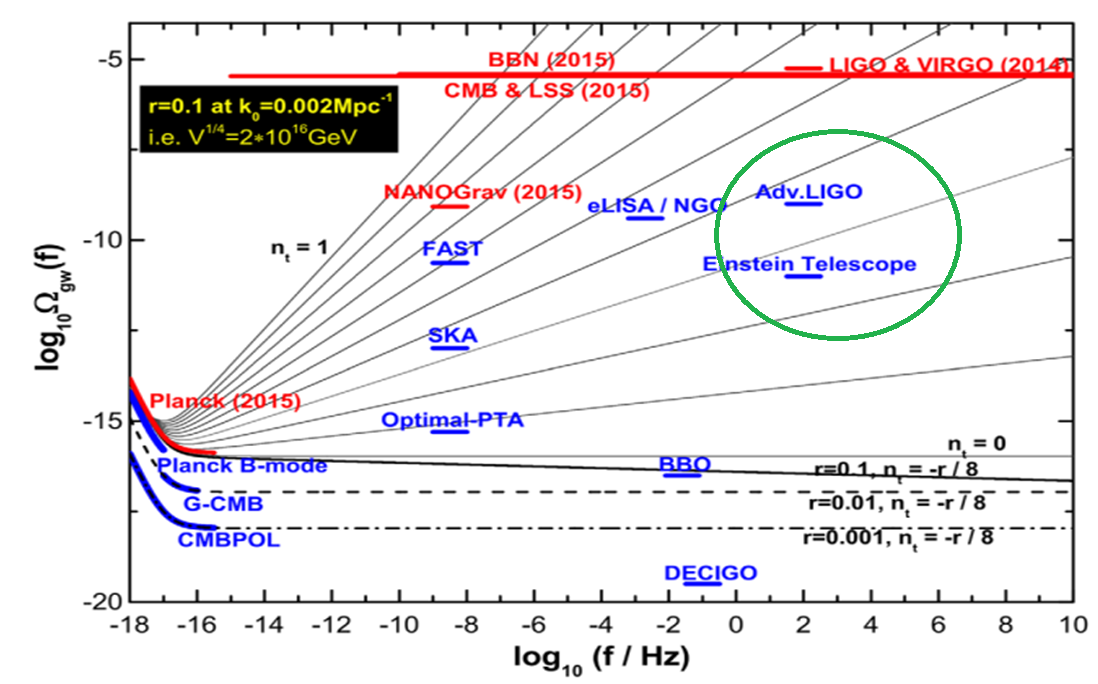 BBN (2015)
LIGO & VIRGO (2014)
CMB & LSS (2015)
r=0.1 at k₀=0.002Mpc⁻¹
i.e. V¹/⁴=2*10¹⁶GeV
NANOGrav (2015)
eLISA / NGO
Adv.LIGO
nₜ = 1
FAST
Einstein Telescope
SKA
Planck (2015)
Optimal-PTA
nₜ = 0
Planck B-mode
BBO
r=0.1, nₜ = -r / 8
G-CMB
r=0.01, nₜ = -r / 8
CMBPOL
r=0.001, nₜ = -r / 8
DECIGO
log₁₀Ωgw(f)
-5
-10
-15
-20
-18 -16 -14 -12 -10 -8 -6 -4 -2 0 2 4 6 8 10
log₁₀ (f / Hz)